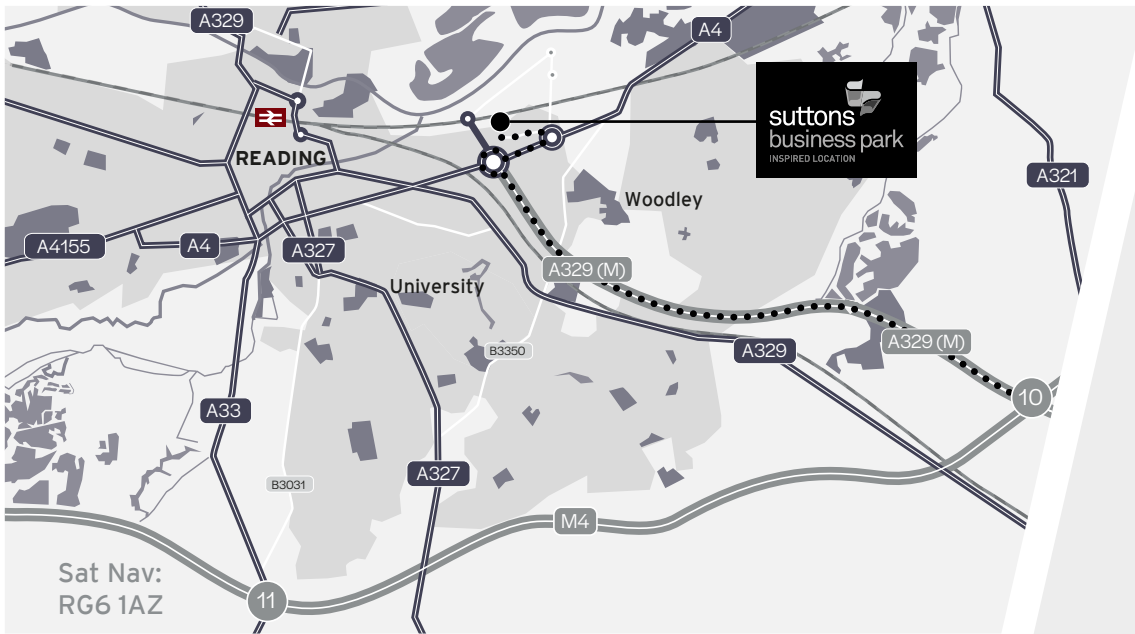 A329
A4
suttons
business park
INSPIRED LOCATION
READING
A321
Woodley
A4155
A4
A327
A329 (M)
University
A329 (M)
B3350
A329
10
A33
A327
B3031
M4
Sat Nav:
RG6 1AZ
11